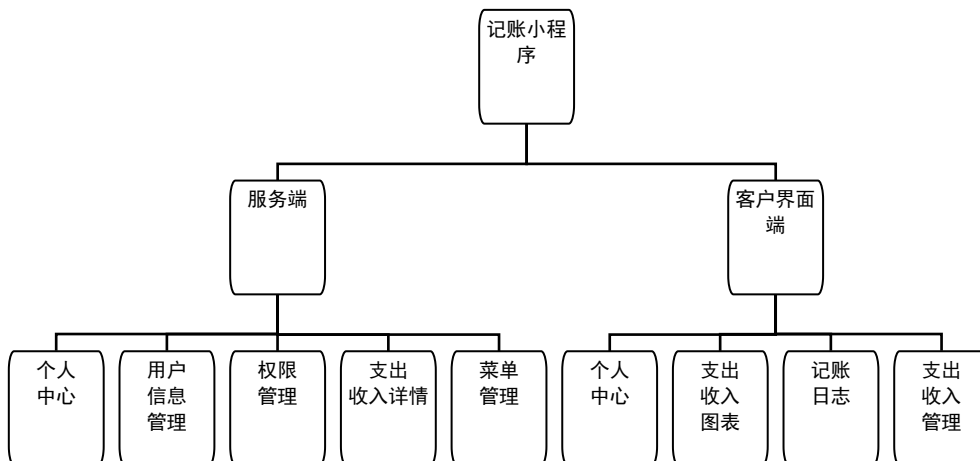 记账小程
序
服务端
客户界面
端
个人
中心
用户
信息
管理
权限
管理
支出
收入详情
菜单
管理
个人
中心
支出
收入
图表
记账
日志
支出
收入
管理